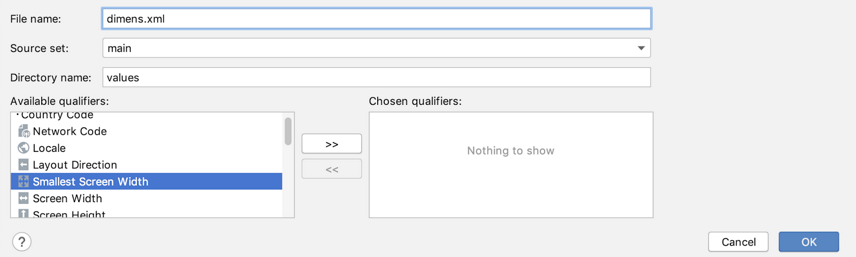 File name: dimens.xml
Source set: main
Directory name: values
Available qualifiers: Chosen qualifiers:
Country Code
Network Code
Locale
Layout Direction
Smallest Screen Width
Screen Width
Screen Height
>>
<<
Nothing to show
? Cancel OK